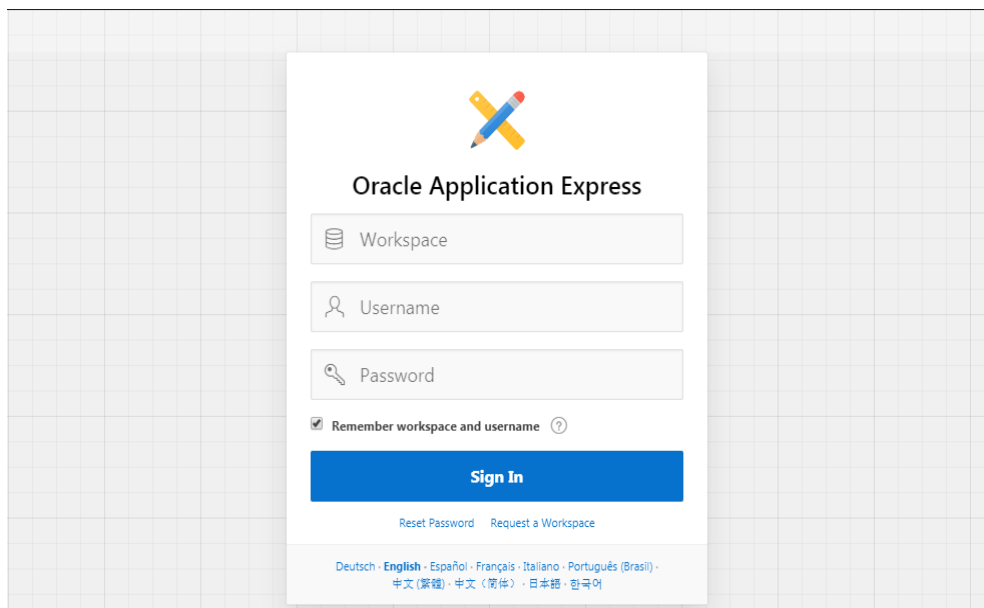 Oracle Application Express
Workspace
Username
Password
Remember workspace and username ?
Sign In
Reset Password Request a Workspace
Deutsch · English · Español · Français · Italiano · Português (Brasil) ·
中文 (繁體) · 中文（简体） · 日本語 · 한국어